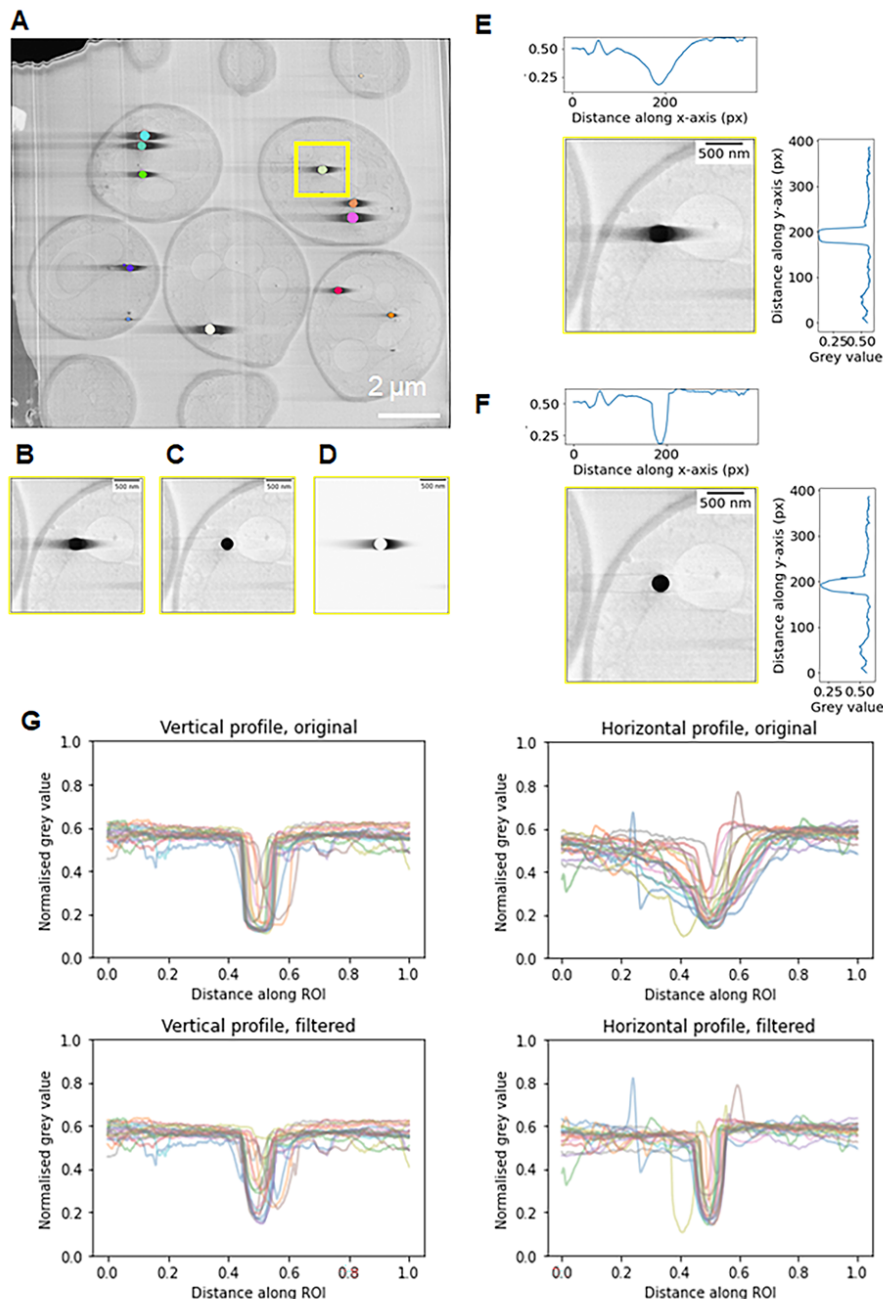 A
2 µm
B
C
D
500 nm
500 nm
500 nm
E
0.50
0.25
0
200
Distance along x-axis (px)
500 nm
Distance along y-axis (px)
400
300
200
100
0
0.25 0.50
Grey value
F
0.50
0.25
0
200
Distance along x-axis (px)
500 nm
Distance along y-axis (px)
400
300
200
100
0
0.25 0.50
Grey value
G
Vertical profile, original
Normalised grey value
1.0
0.8
0.6
0.4
0.2
0.0
0.0 0.2 0.4 0.6 0.8 1.0
Distance along ROI
Horizontal profile, original
Normalised grey value
1.0
0.8
0.6
0.4
0.2
0.0
0.0 0.2 0.4 0.6 0.8 1.0
Distance along ROI
Vertical profile, filtered
Normalised grey value
1.0
0.8
0.6
0.4
0.2
0.0
0.0 0.2 0.4 0.6 0.8 1.0
Distance along ROI
Horizontal profile, filtered
Normalised grey value
1.0
0.8
0.6
0.4
0.2
0.0
0.0 0.2 0.4 0.6 0.8 1.0
Distance along ROI